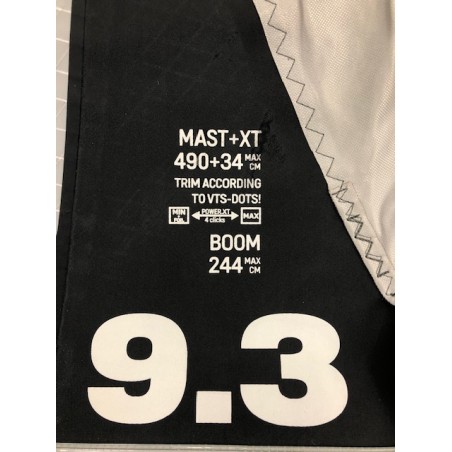 MAST+XT
490+34 MAX CM
TRIM ACCORDING
TO VTS-DOTS!
MIN POWER.XT MAX
4 clicks
BOOM
244 MAX CM
9.3